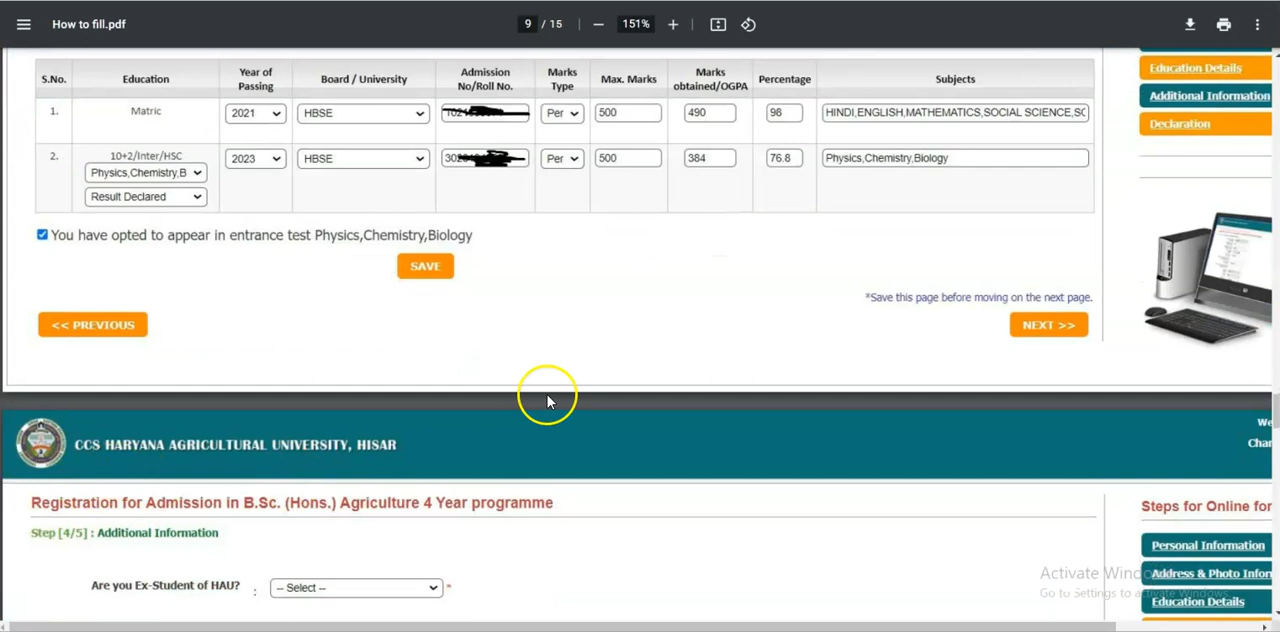 How to fill.pdf
9 / 15
151%
S.No. Education Year of Passing Board / University Admission No/Roll No. Marks Type Max. Marks Marks obtained/OGPA Percentage Subjects
1. Matric 2021 HBSE Per 500 490 98 HINDI,ENGLISH,MATHEMATICS,SOCIAL SCIENCE,SC
2. 10+2/Inter/HSC 2023 HBSE Per 500 384 76.8 Physics,Chemistry,Biology
Physics,Chemistry,B
Result Declared
You have opted to appear in entrance test Physics,Chemistry,Biology
SAVE
*Save this page before moving on the next page.
<< PREVIOUS
NEXT >>
Education Details
Additional Information
Declaration
CCS HARYANA AGRICULTURAL UNIVERSITY, HISAR
We
Char
Registration for Admission in B.Sc. (Hons.) Agriculture 4 Year programme
Step [4/5] : Additional Information
Are you Ex-Student of HAU? : -- Select -- *
Steps for Online for
Personal Information
Address & Photo Infor
Education Details
Activate Windo
Go to Settings to activate Windows.